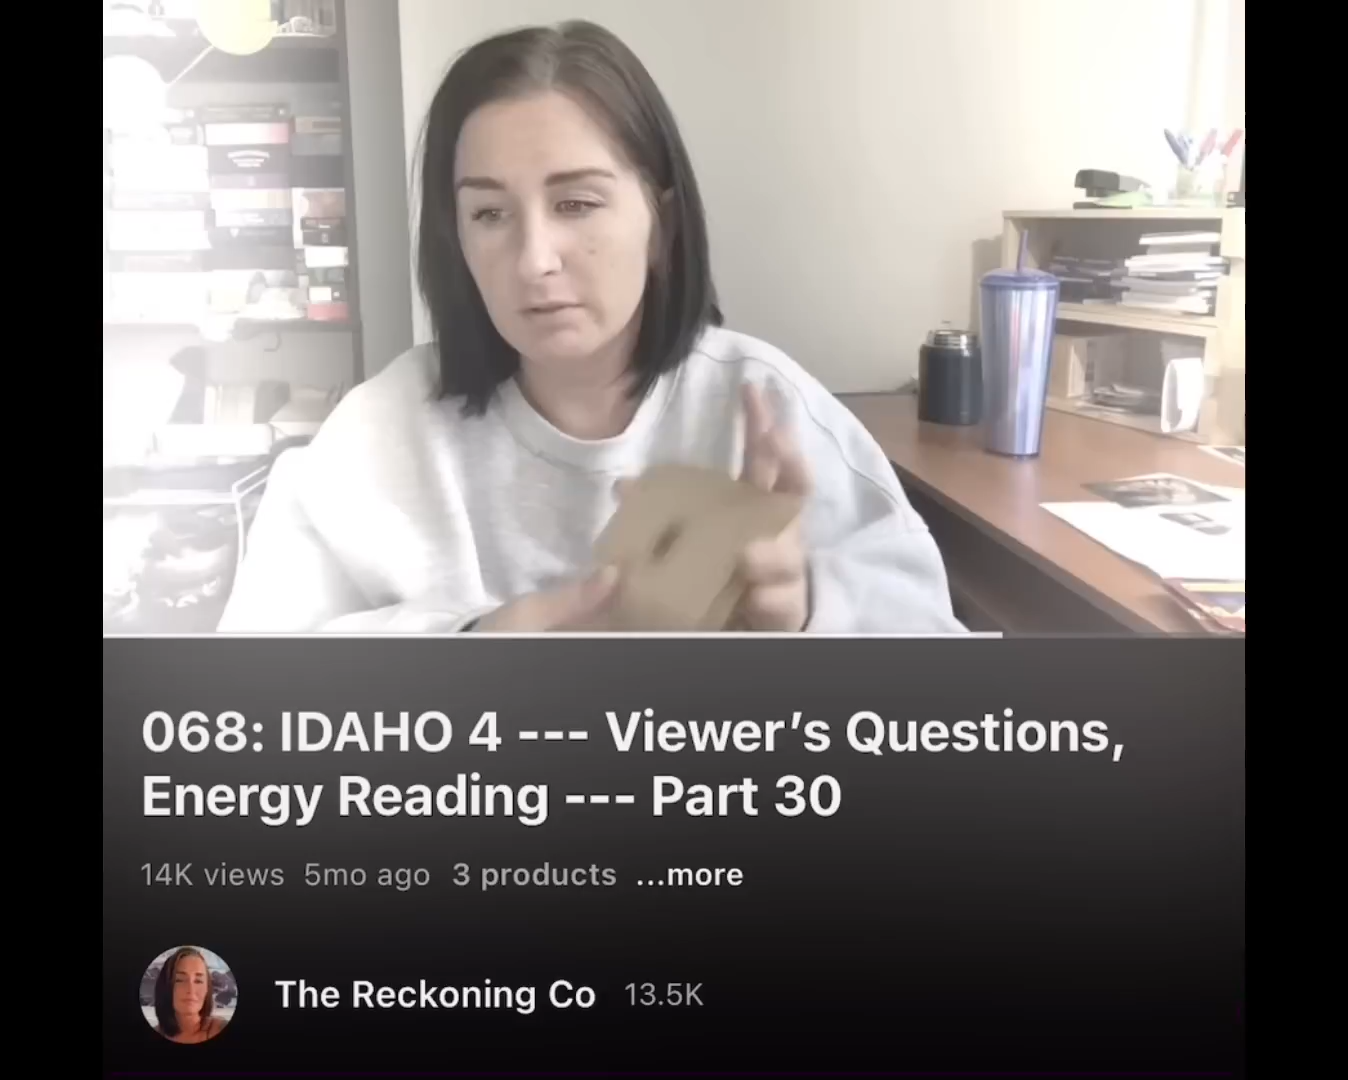 068: IDAHO 4 --- Viewer’s Questions,
Energy Reading --- Part 30
14K views 5mo ago 3 products ...more
The Reckoning Co 13.5K